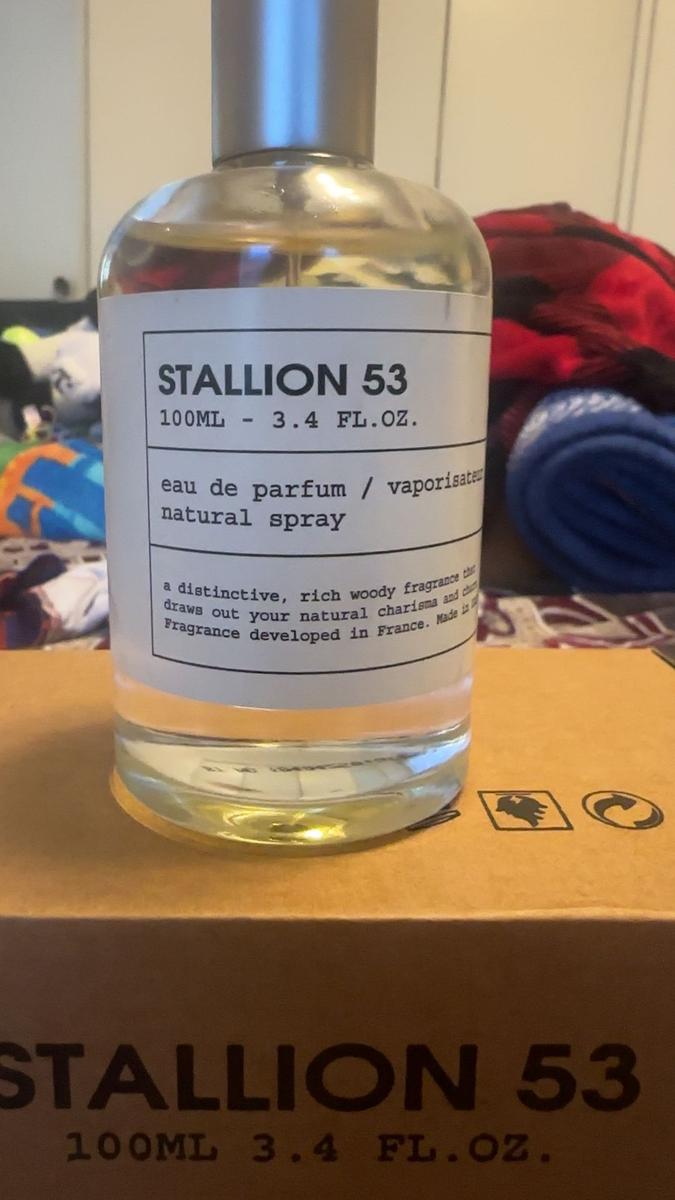 STALLION 53
100ML - 3.4 FL.OZ.
eau de parfum / vaporisateur
natural spray
a distinctive, rich woody fragrance that
draws out your natural charisma and charm
Fragrance developed in France. Made in
STALLION 53
100ML 3.4 FL.OZ.